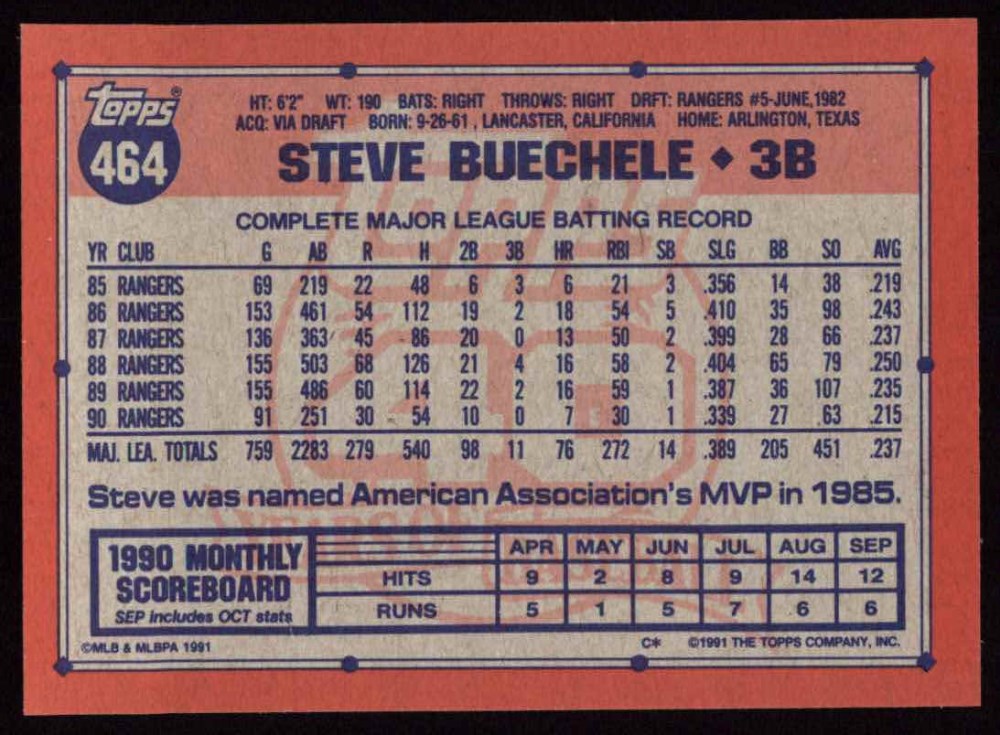 Topps®
464
HT: 6'2" WT: 190 BATS: RIGHT THROWS: RIGHT DRFT: RANGERS #5-JUNE,1982
ACQ: VIA DRAFT BORN: 9-26-61 , LANCASTER, CALIFORNIA HOME: ARLINGTON, TEXAS
STEVE BUECHELE ◆ 3B
COMPLETE MAJOR LEAGUE BATTING RECORD
YR CLUB G AB R H 2B 3B HR RBI SB SLG BB SO AVG
85 RANGERS 69 219 22 48 6 3 6 21 3 .356 14 38 .219
86 RANGERS 153 461 54 112 19 2 18 54 5 .410 35 98 .243
87 RANGERS 136 363 45 86 20 0 13 50 2 .399 28 66 .237
88 RANGERS 155 503 68 126 21 4 16 58 2 .404 65 79 .250
89 RANGERS 155 486 60 114 22 2 16 59 1 .387 36 107 .235
90 RANGERS 91 251 30 54 10 0 7 30 1 .339 27 63 .215
MAJ. LEA. TOTALS 759 2283 279 540 98 11 76 272 14 .389 205 451 .237
Steve was named American Association's MVP in 1985.
1990 MONTHLY
SCOREBOARD
SEP includes OCT stats
APR MAY JUN JUL AUG SEP
HITS 9 2 8 9 14 12
RUNS 5 1 5 7 6 6
©MLB & MLBPA 1991 C* ©1991 THE TOPPS COMPANY, INC.
Topps
40
YEARS OF